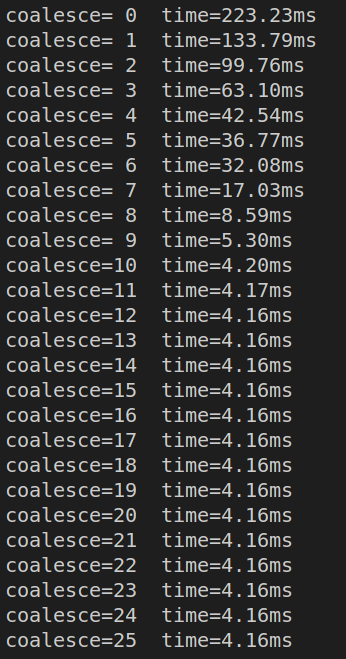 coalesce= 0  time=223.23ms
coalesce= 1  time=133.79ms
coalesce= 2  time=99.76ms
coalesce= 3  time=63.10ms
coalesce= 4  time=42.54ms
coalesce= 5  time=36.77ms
coalesce= 6  time=32.08ms
coalesce= 7  time=17.03ms
coalesce= 8  time=8.59ms
coalesce= 9  time=5.30ms
coalesce=10  time=4.20ms
coalesce=11  time=4.17ms
coalesce=12  time=4.16ms
coalesce=13  time=4.16ms
coalesce=14  time=4.16ms
coalesce=15  time=4.16ms
coalesce=16  time=4.16ms
coalesce=17  time=4.16ms
coalesce=18  time=4.16ms
coalesce=19  time=4.16ms
coalesce=20  time=4.16ms
coalesce=21  time=4.16ms
coalesce=22  time=4.16ms
coalesce=23  time=4.16ms
coalesce=24  time=4.16ms
coalesce=25  time=4.16ms